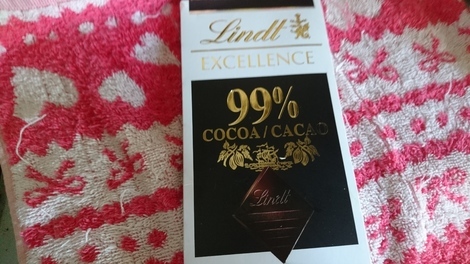 Lindt
EXCELLENCE
99%
COCOA/CACAO
Lindt